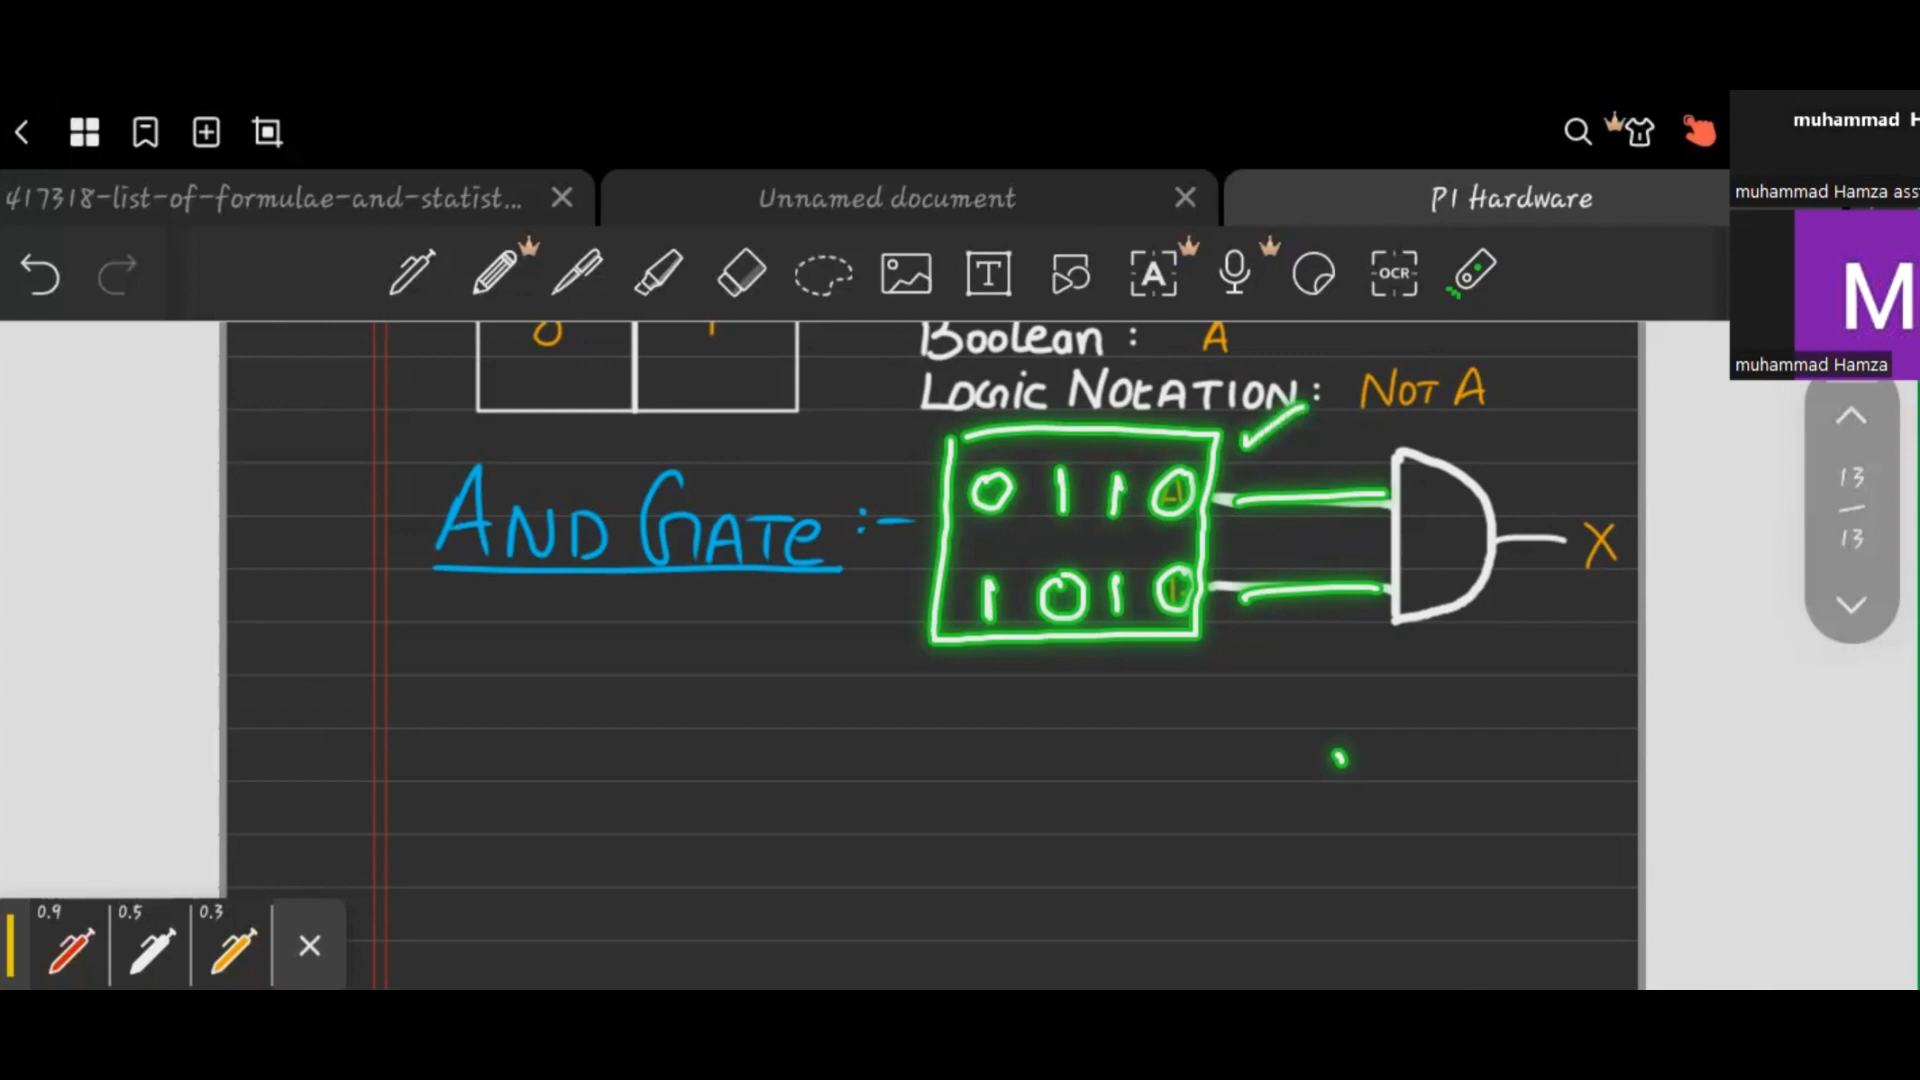 muhammad H
muhammad Hamza ass
417318-list-of-formulae-and-statist...
Unnamed document
P1 Hardware
T
A
OCR
M
muhammad Hamza
0 1
Boolean : A
LOGIC NOTATION : NOT A
13
13
AND GATE :-
0 1 1 0
1 0 1 0
X
0.9 0.5 0.3